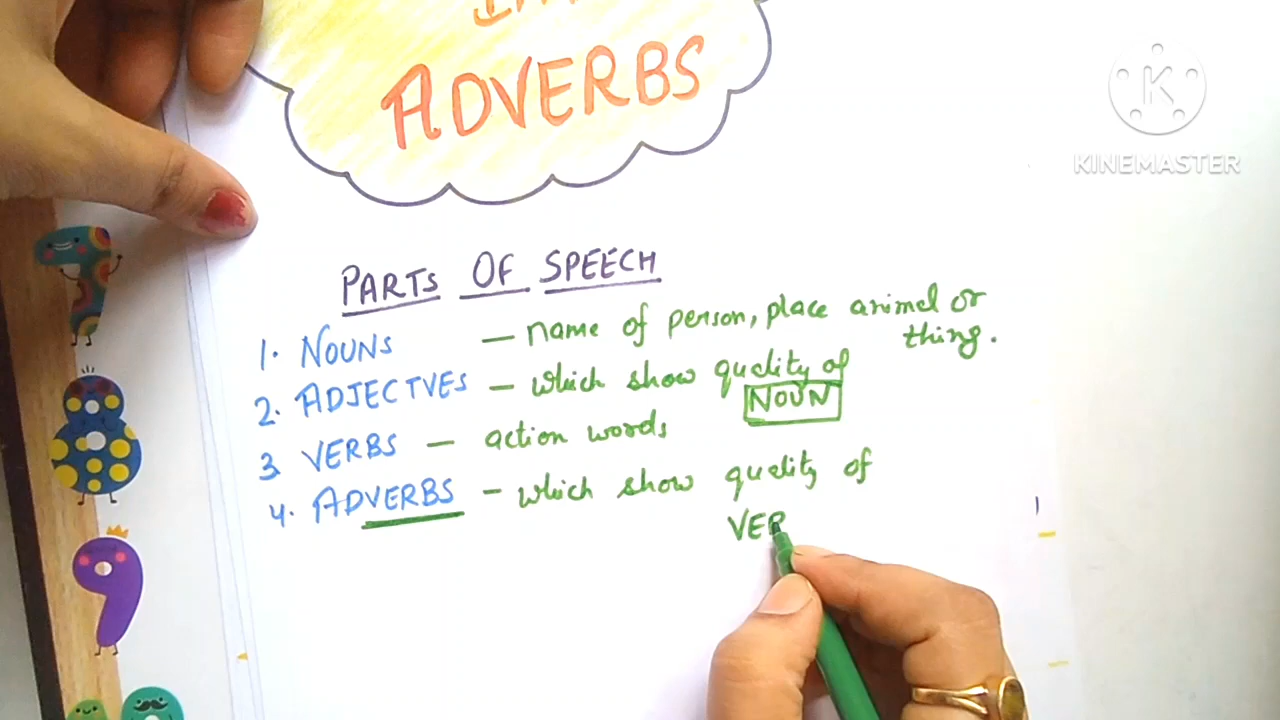 ADVERBS
K
KINEMASTER
PARTS OF SPEECH
1. NOUNS — name of person, place animal or
thing.
2. ADJECTVES — which show quality of
NOUN
3 VERBS — action words
4. ADVERBS — which show quality of
VER